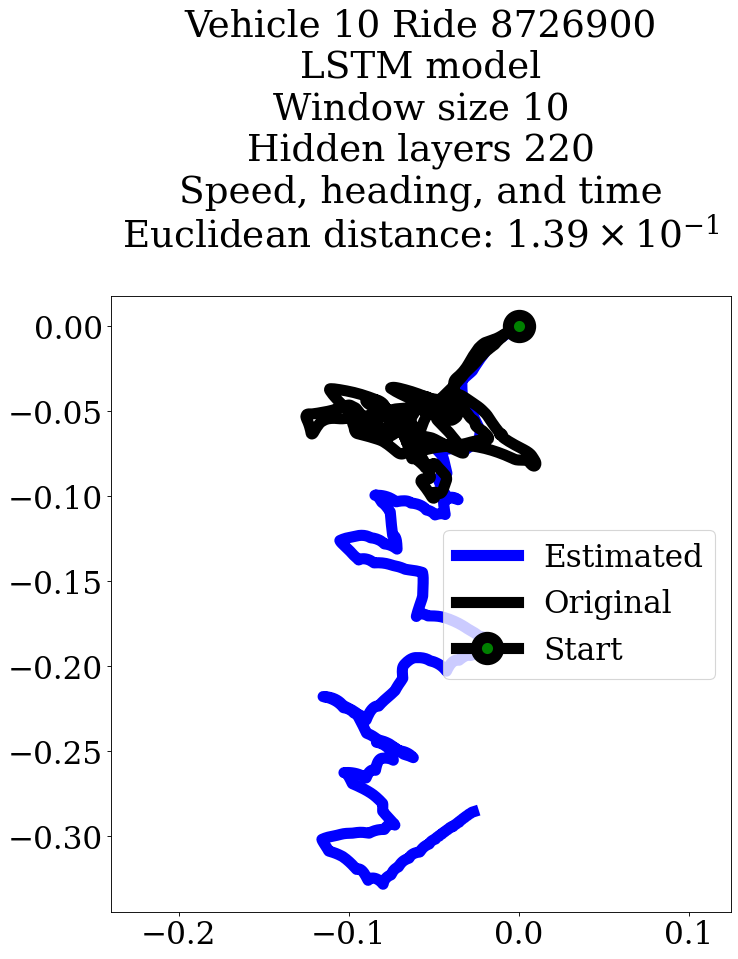 Vehicle 10 Ride 8726900
LSTM model
Window size 10
Hidden layers 220
Speed, heading, and time
Euclidean distance: 1.39 × 10⁻¹
0.00
−0.05
−0.10
−0.15
−0.20
−0.25
−0.30
Estimated
Original
Start
−0.2
−0.1
0.0
0.1